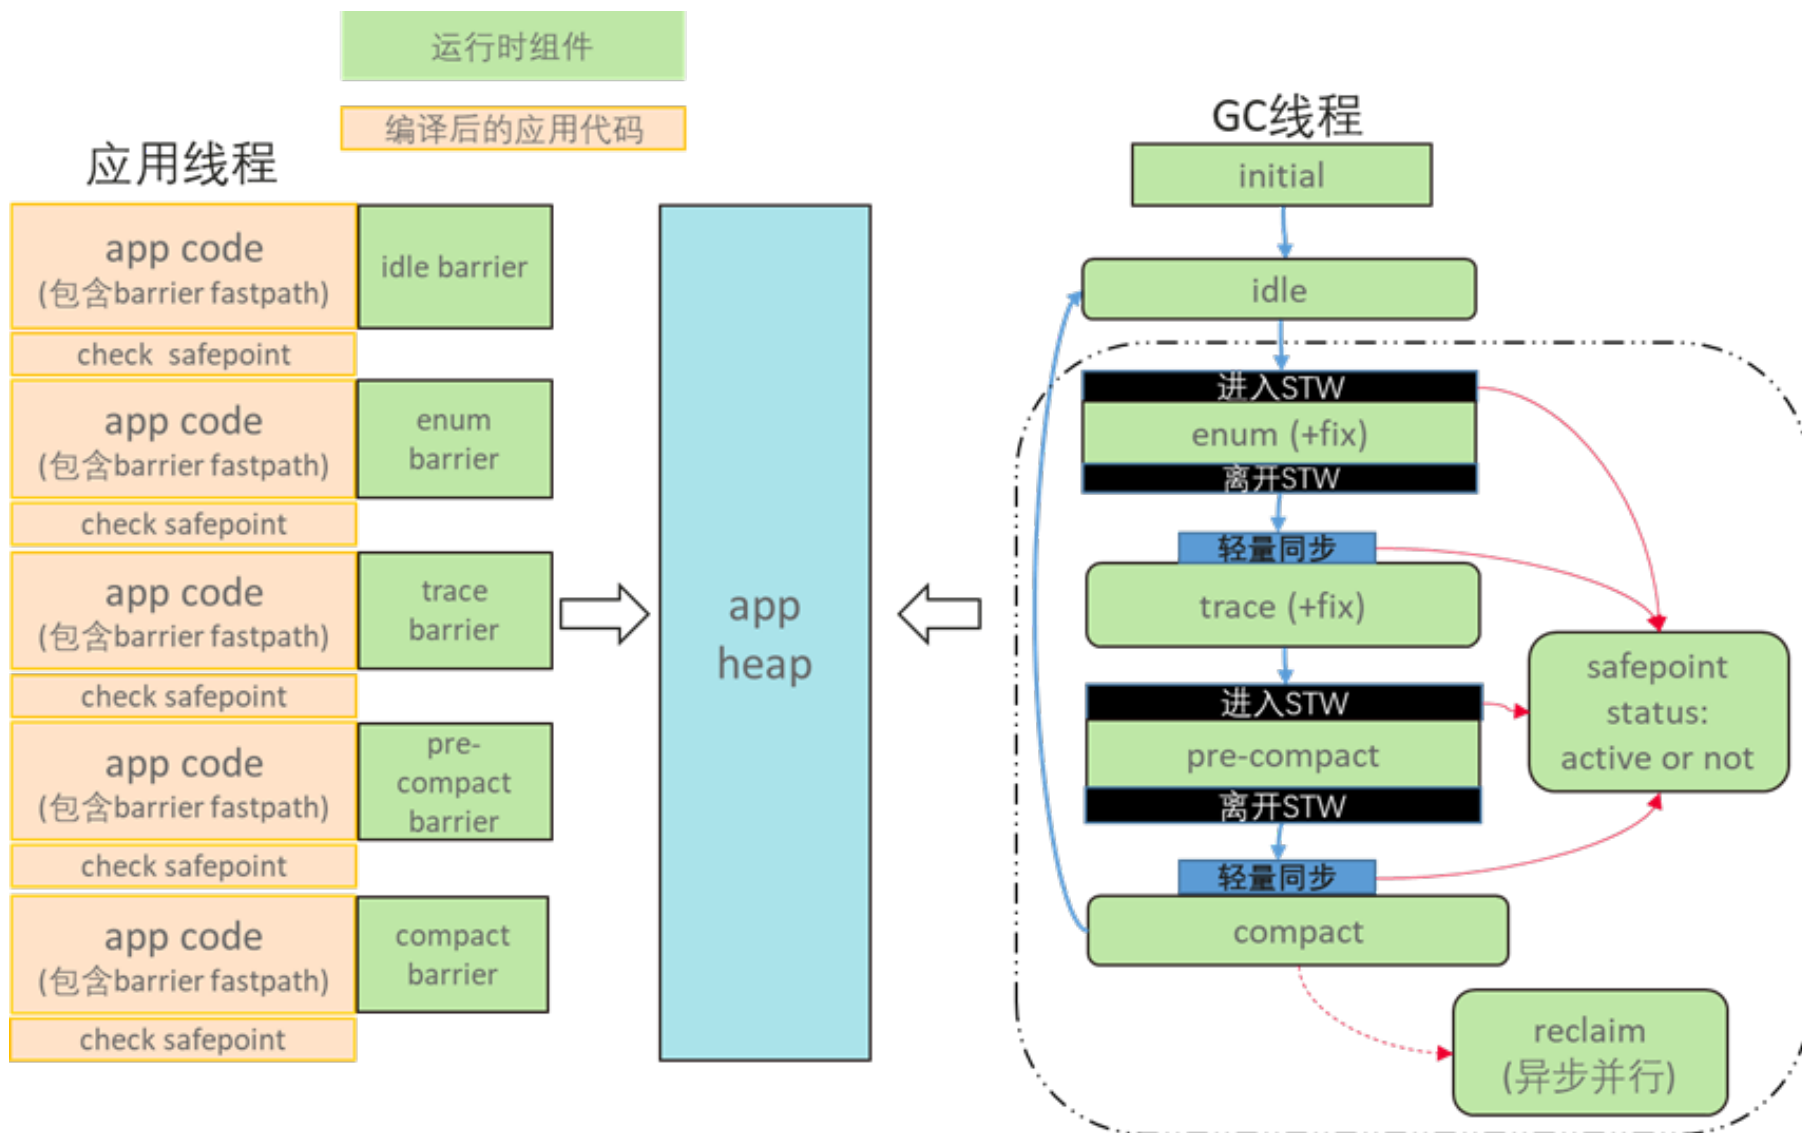 运行时组件
编译后的应用代码
应用线程
app code
(包含barrier fastpath)
idle barrier
check safepoint
app code
(包含barrier fastpath)
enum
barrier
check safepoint
app code
(包含barrier fastpath)
trace
barrier
check safepoint
app code
(包含barrier fastpath)
pre-
compact
barrier
check safepoint
app code
(包含barrier fastpath)
compact
barrier
check safepoint
app
heap
GC线程
initial
idle
进入STW
enum (+fix)
离开STW
轻量同步
trace (+fix)
进入STW
pre-compact
离开STW
轻量同步
compact
safepoint
status:
active or not
reclaim
(异步并行)